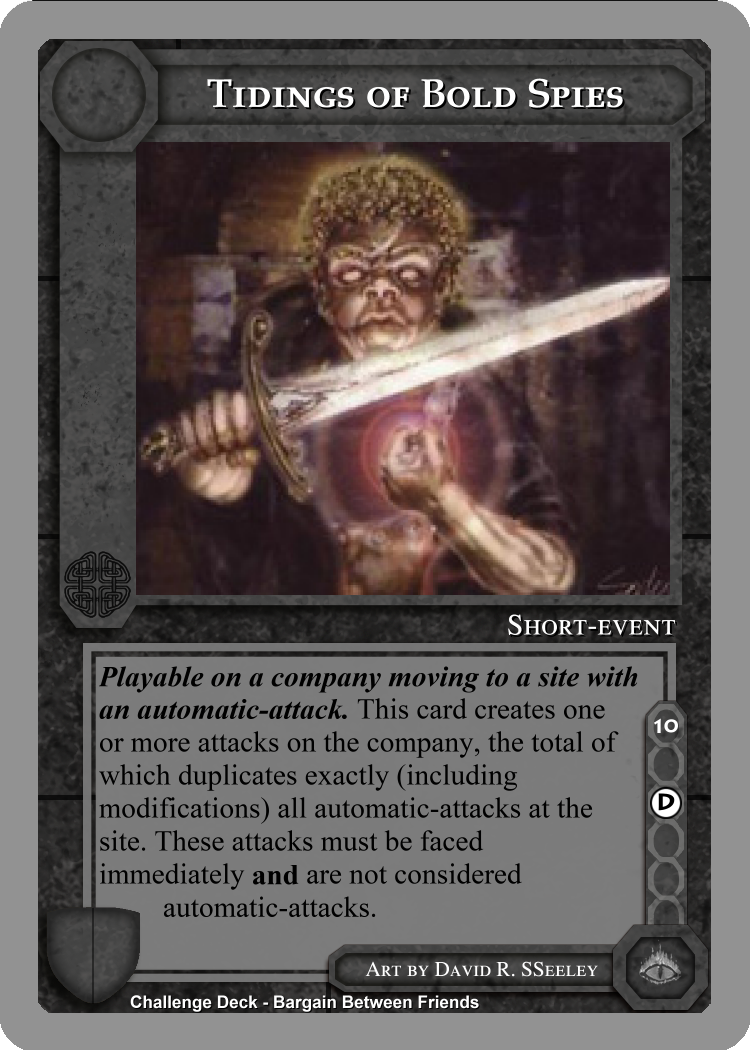 TIDINGS OF BOLD SPIES
SHORT-EVENT
Playable on a company moving to a site with
an automatic-attack. This card creates one
or more attacks on the company, the total of
which duplicates exactly (including
modifications) all automatic-attacks at the
site. These attacks must be faced
immediately and are not considered
automatic-attacks.
10
D
ART BY DAVID R. SSEELEY
Challenge Deck - Bargain Between Friends